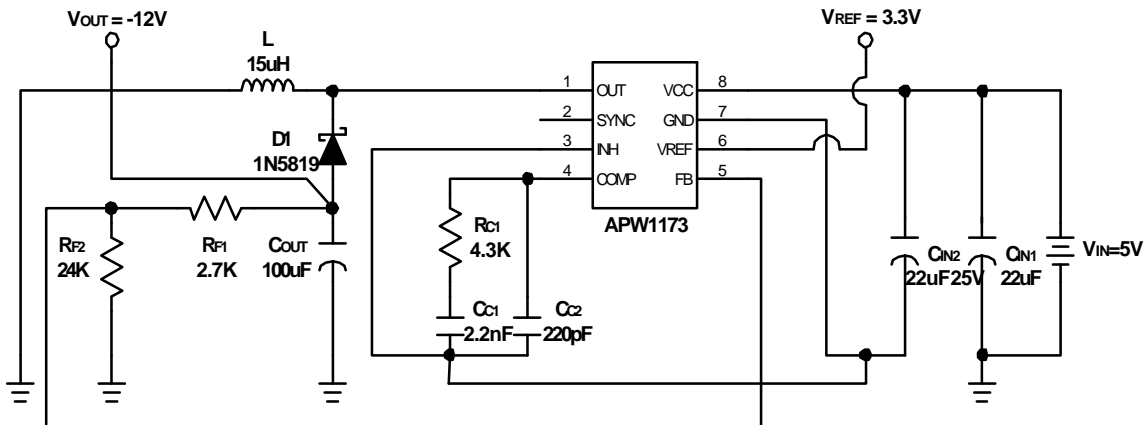 VOUT = -12V
VREF = 3.3V
L
15uH
1
OUT
VCC
8
2
SYNC
GND
7
3
INH
VREF
6
4
COMP
FB
5
APW1173
D1
1N5819
RF2
24K
RF1
2.7K
COUT
100uF
RC1
4.3K
CC1
2.2nF
CC2
220pF
CIN2
22uF25V
CIN1
22uF
VIN=5V